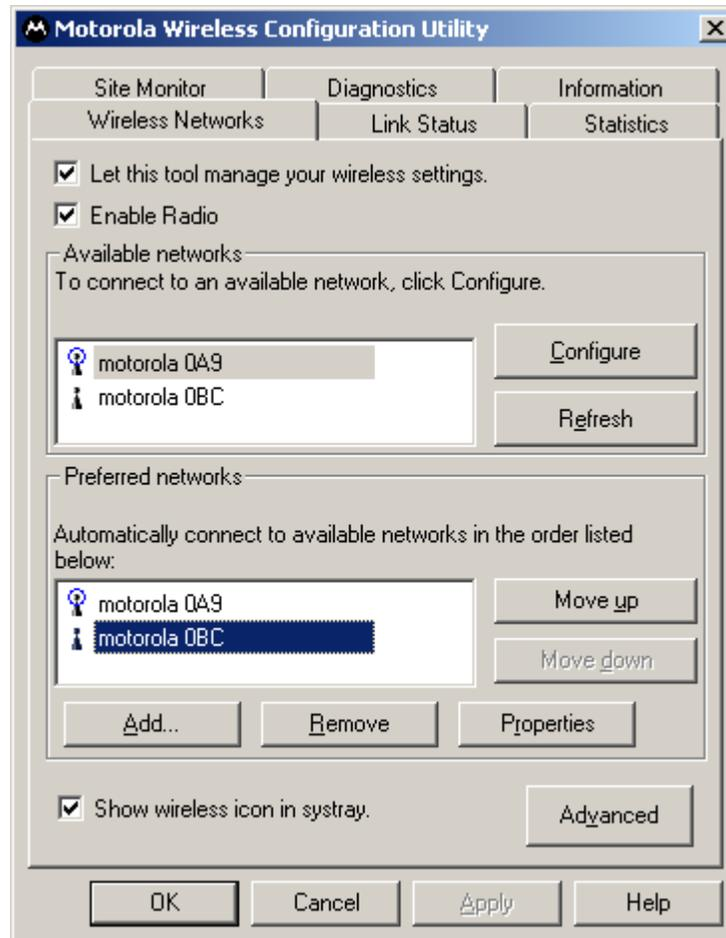 Motorola Wireless Configuration Utility
Site Monitor Diagnostics Information
Wireless Networks Link Status Statistics
Let this tool manage your wireless settings.
Enable Radio
Available networks
To connect to an available network, click Configure.
motorola 0A9
motorola 0BC
Configure
Refresh
Preferred networks
Automatically connect to available networks in the order listed
below:
motorola 0A9
motorola 0BC
Move up
Move down
Add... Remove Properties
Show wireless icon in systray.
Advanced
OK Cancel Apply Help